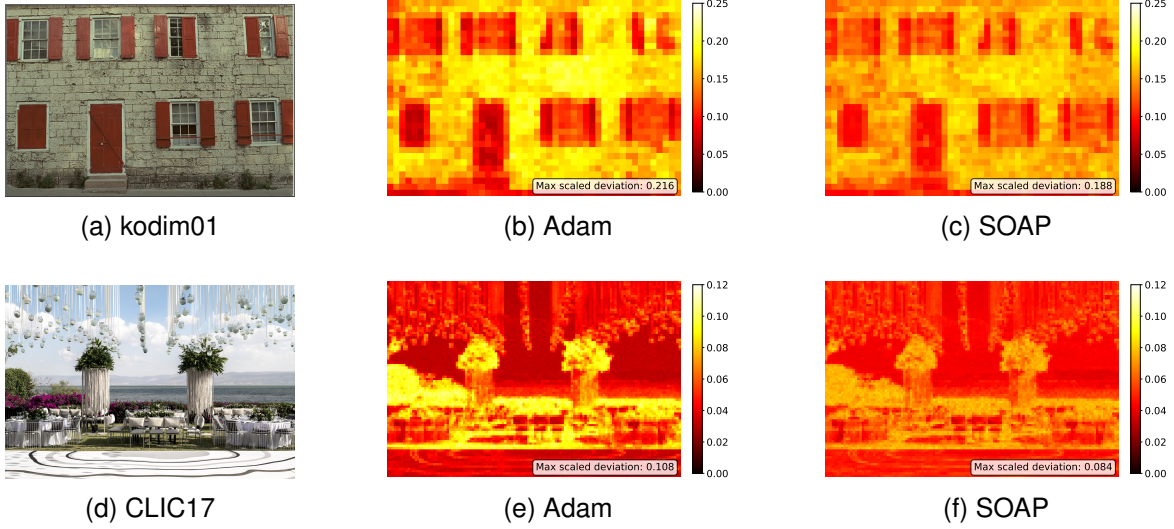 0.25
0.20
0.15
0.10
0.05
0.00
Max scaled deviation: 0.216
0.25
0.20
0.15
0.10
0.05
0.00
Max scaled deviation: 0.188
(a) kodim01
(b) Adam
(c) SOAP
0.12
0.10
0.08
0.06
0.04
0.02
0.00
Max scaled deviation: 0.108
0.12
0.10
0.08
0.06
0.04
0.02
0.00
Max scaled deviation: 0.084
(d) CLIC17
(e) Adam
(f) SOAP